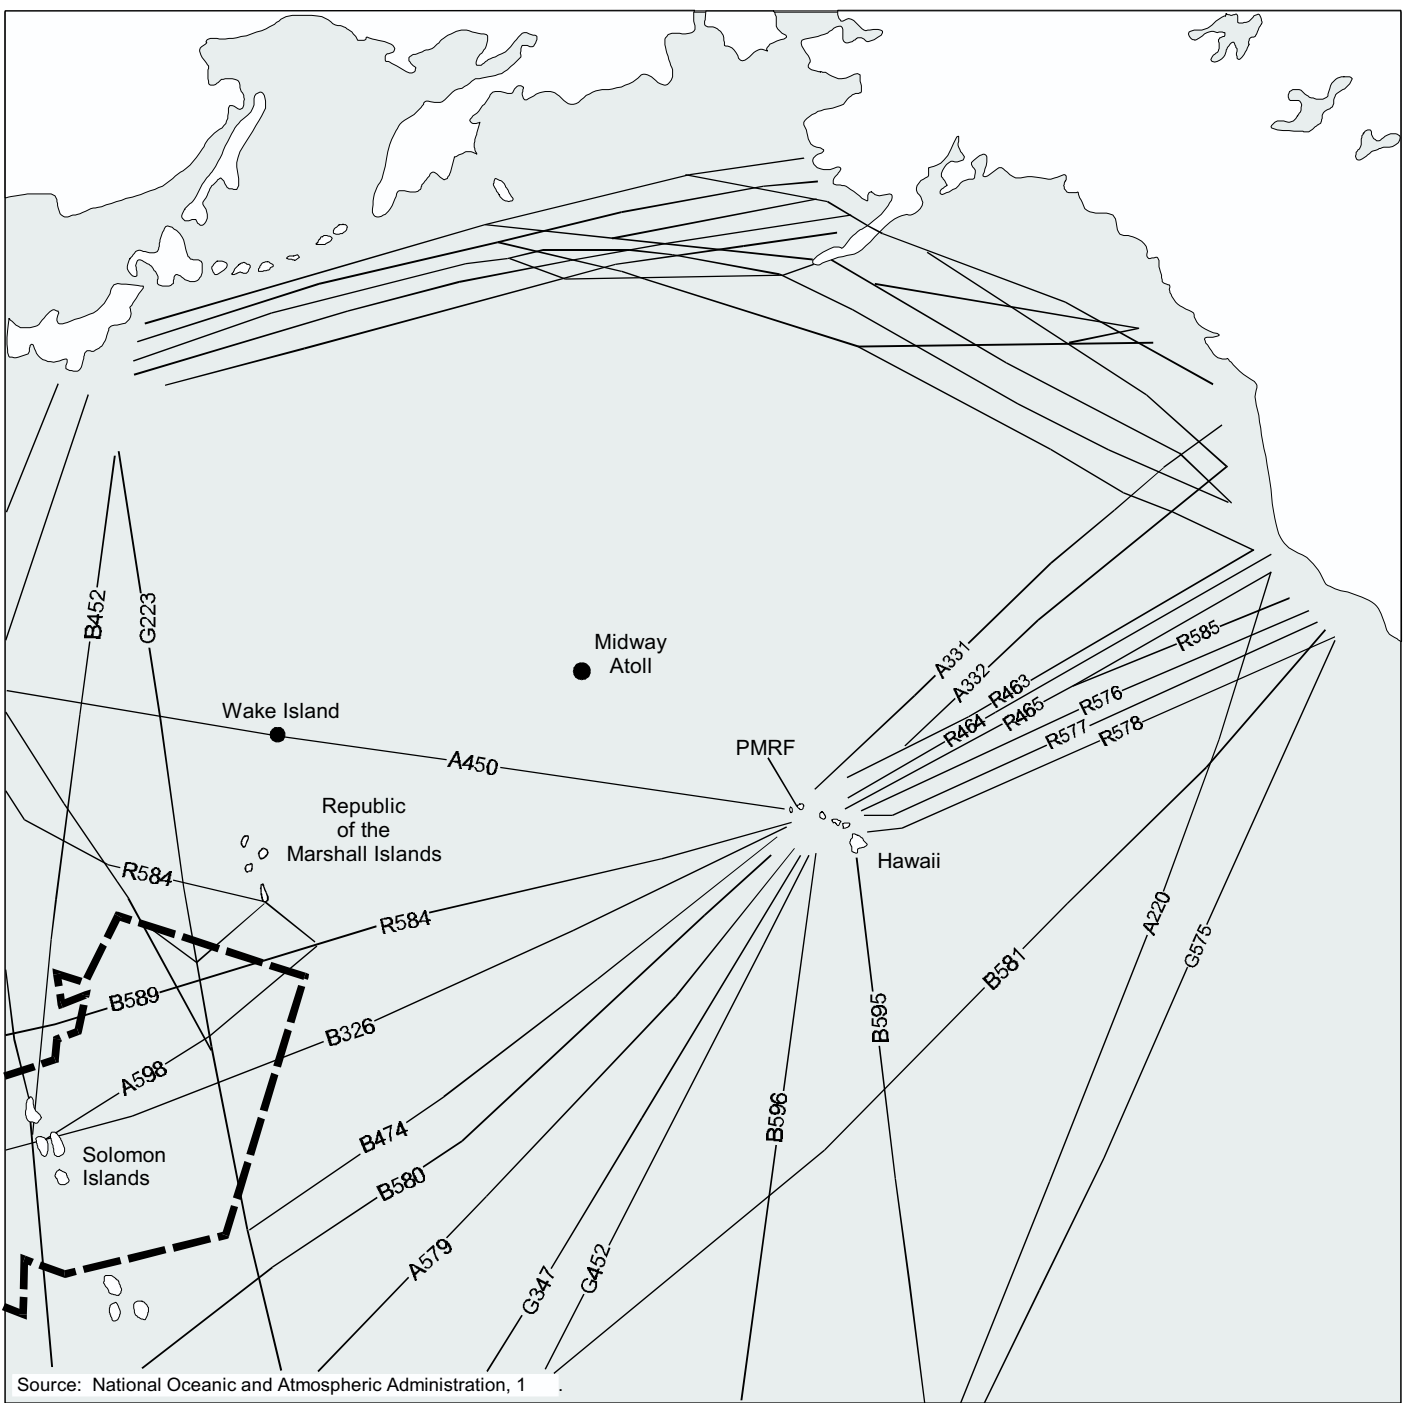 B452
G223
Midway
Atoll
R585
A331
A332
R463
R464
R465
R576
R577
R578
Wake Island
A450
PMRF
Republic
of the
Marshall Islands
Hawaii
R584
R584
A220
G575
B581
B589
B326
B595
A598
B596
B474
B580
Solomon
Islands
A579
G347
G452
Source: National Oceanic and Atmospheric Administration, 1 .